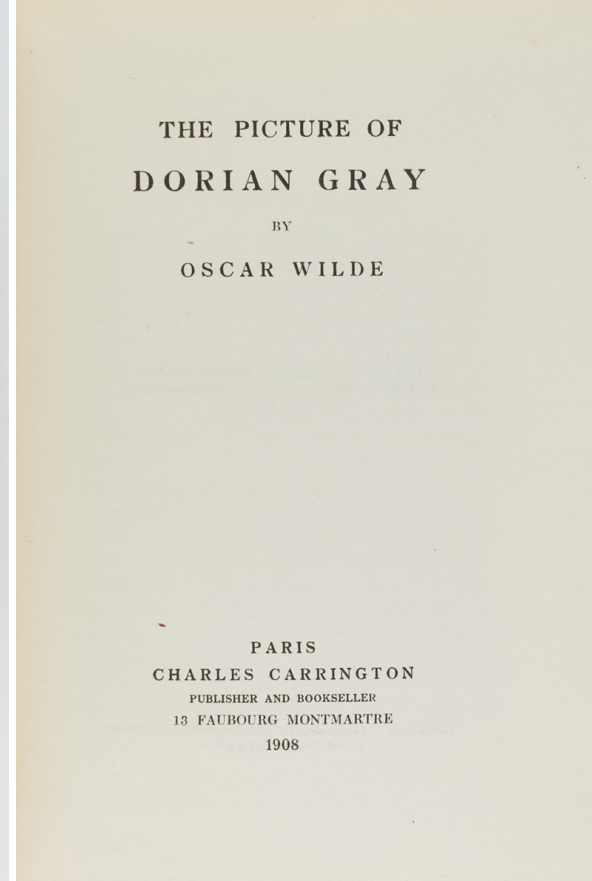 THE PICTURE OF
DORIAN GRAY
BY
OSCAR WILDE
PARIS
CHARLES CARRINGTON
PUBLISHER AND BOOKSELLER
13 FAUBOURG MONTMARTRE
1908